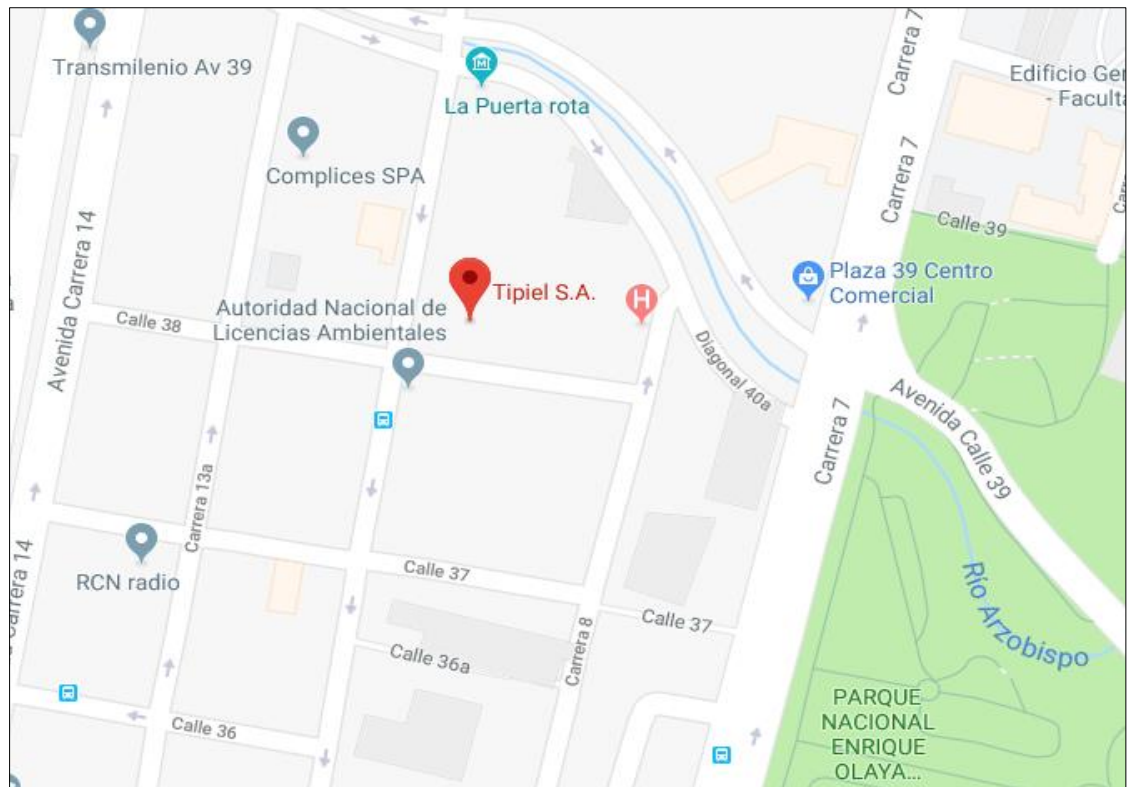 Transmilenio Av 39
La Puerta rota
Complices SPA
Carrera 7
Carrera 7
Edificio Ger
- Faculta
Calle 39
Avenida Carrera 14
Tipiel S.A.
H
Plaza 39 Centro
Comercial
Autoridad Nacional de
Licencias Ambientales
Calle 38
Diagonal 40a
Avenida Calle 39
Carrera 7
Carrera 13a
RCN radio
Calle 37
Calle 37
Carrera 14
Calle 36a
Carrera 8
Río Arzobispo
Calle 36
PARQUE
NACIONAL
ENRIQUE
OLAYA...